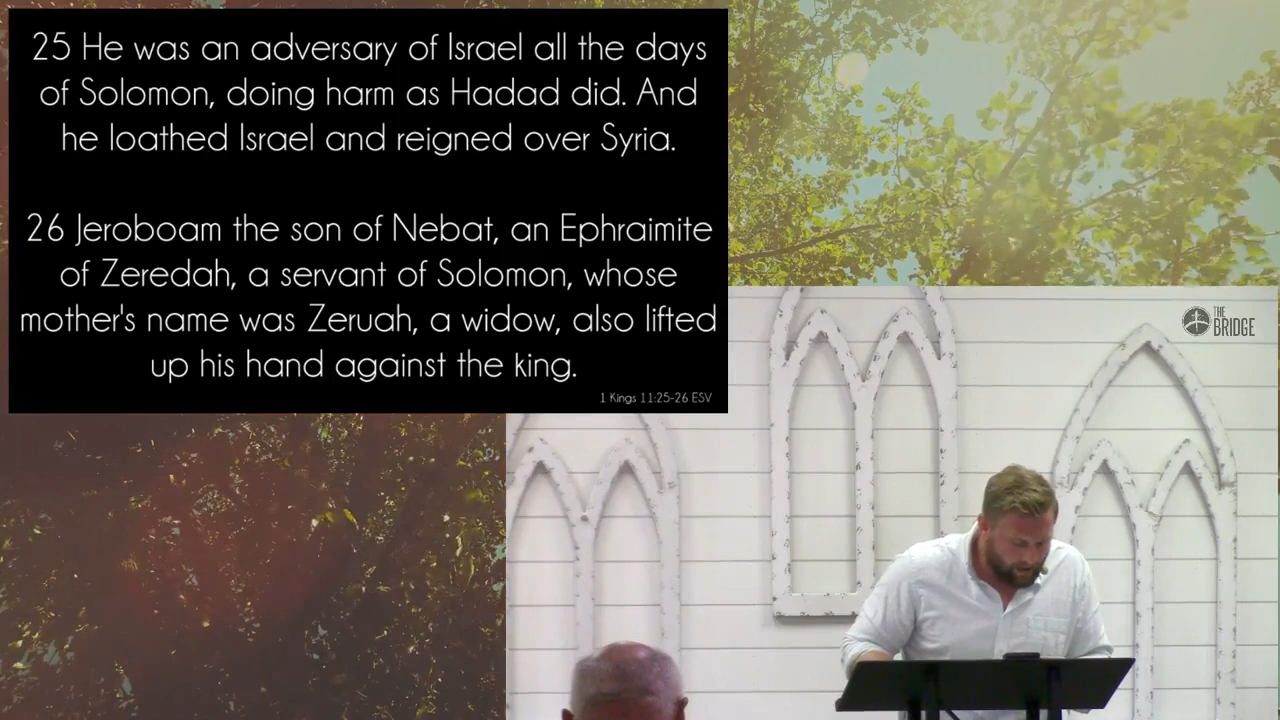 25 He was an adversary of Israel all the days
of Solomon, doing harm as Hadad did. And
he loathed Israel and reigned over Syria.
26 Jeroboam the son of Nebat, an Ephraimite
of Zeredah, a servant of Solomon, whose
mother's name was Zeruah, a widow, also lifted
up his hand against the king.
1 Kings 11:25-26 ESV
THE
BRIDGE